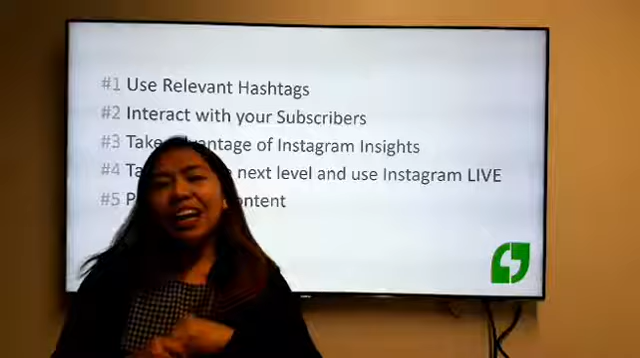 #1 Use Relevant Hashtags
#2 Interact with your Subscribers
#3 Take of Instagram Insights
#4 next level and use Instagram LIVE
#5